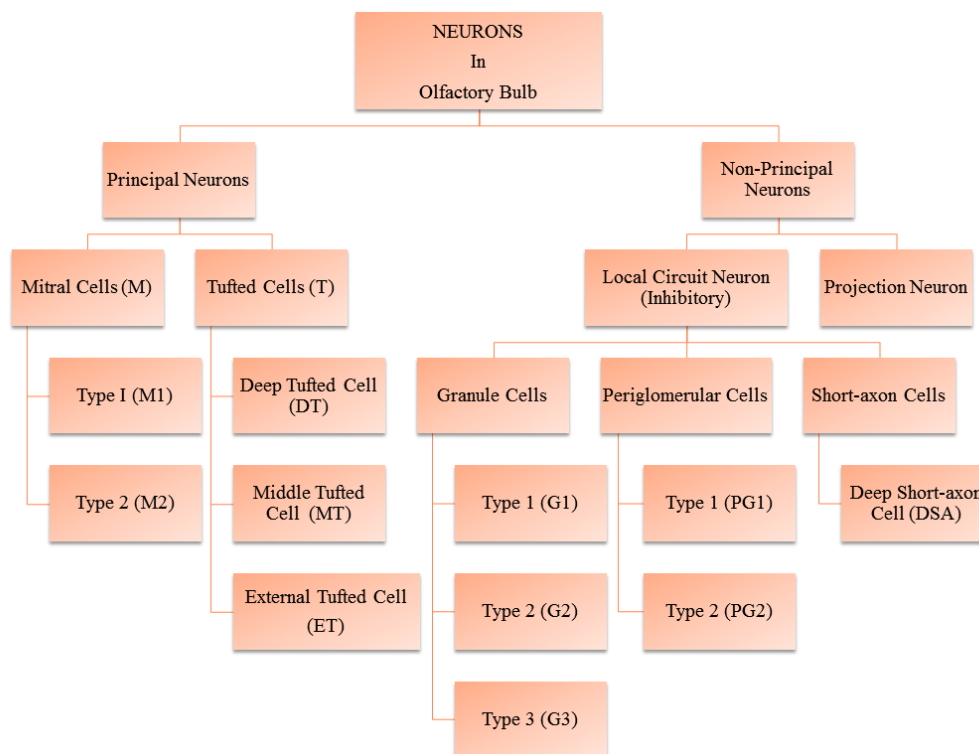 NEURONS
In
Olfactory Bulb
Principal Neurons
Non-Principal
Neurons
Mitral Cells (M)
Tufted Cells (T)
Local Circuit Neuron
(Inhibitory)
Projection Neuron
Type I (M1)
Deep Tufted Cell
(DT)
Granule Cells
Periglomerular Cells
Short-axon Cells
Type 2 (M2)
Middle Tufted
Cell (MT)
Type 1 (G1)
Type 1 (PG1)
Deep Short-axon
Cell (DSA)
External Tufted Cell
(ET)
Type 2 (G2)
Type 2 (PG2)
Type 3 (G3)